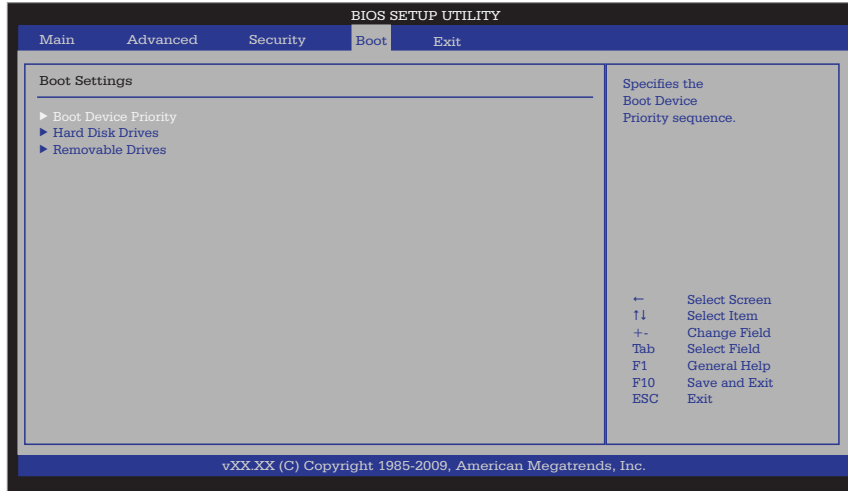 BIOS SETUP UTILITY
Main Advanced Security Boot Exit
Boot Settings
▶ Boot Device Priority
▶ Hard Disk Drives
▶ Removable Drives
Specifies the
Boot Device
Priority sequence.
← Select Screen
↑↓ Select Item
+- Change Field
Tab Select Field
F1 General Help
F10 Save and Exit
ESC Exit
vXX.XX (C) Copyright 1985-2009, American Megatrends, Inc.